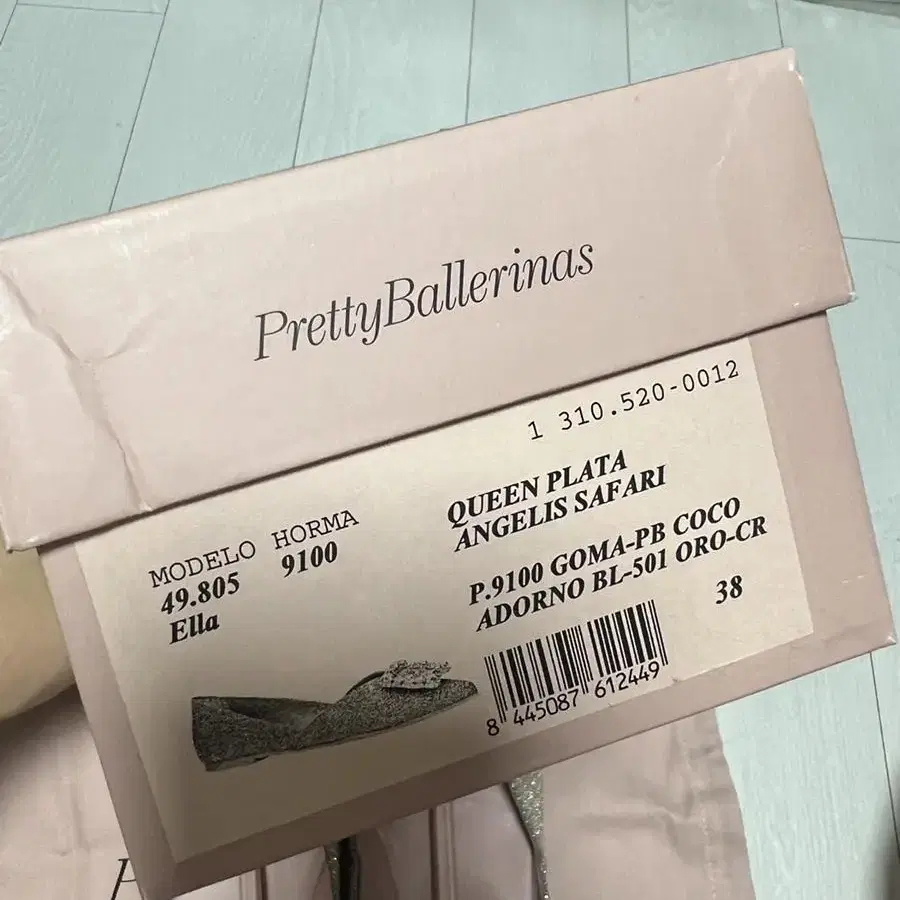 PrettyBallerinas
1 310.520-0012
MODELO HORMA
49.805 9100
Ella
QUEEN PLATA
ANGELIS SAFARI
P.9100 GOMA-PB COCO
ADORNO BL-501 ORO-CR
38
8 445087 612449
P